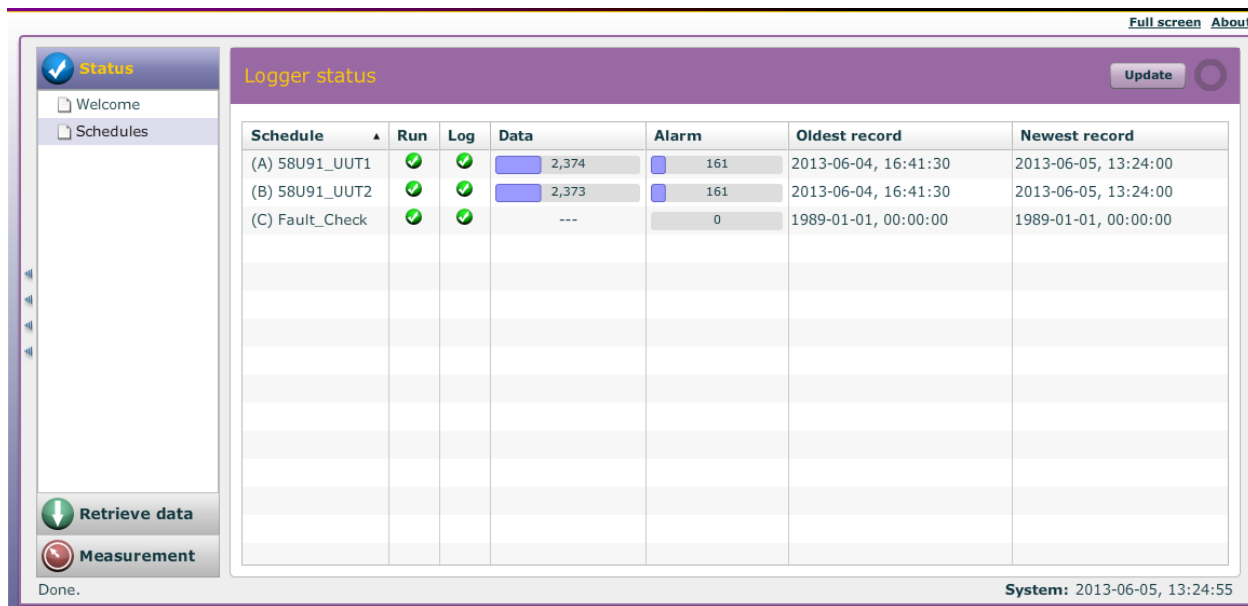 Full screen About
Status
Welcome
Schedules
Logger status
Update
Schedule Run Log Data Alarm Oldest record Newest record
(A) 58U91_UUT1 2,374 161 2013-06-04, 16:41:30 2013-06-05, 13:24:00
(B) 58U91_UUT2 2,373 161 2013-06-04, 16:41:30 2013-06-05, 13:24:00
(C) Fault_Check --- 0 1989-01-01, 00:00:00 1989-01-01, 00:00:00
Retrieve data
Measurement
Done.
System: 2013-06-05, 13:24:55